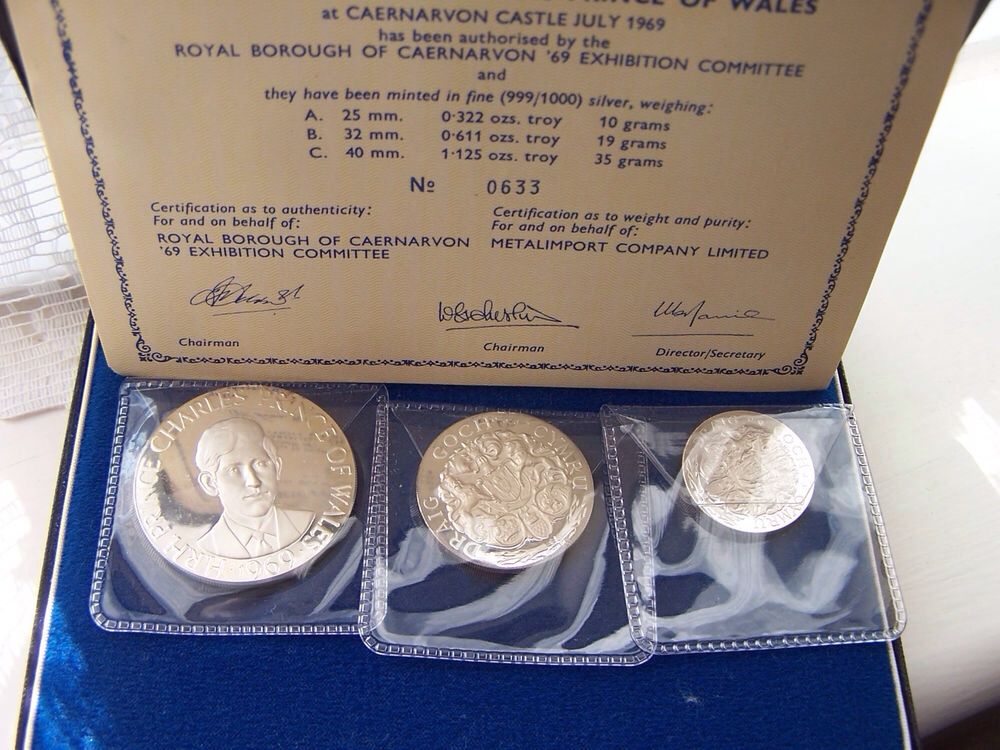 PRINCE OF WALES
at CAERNARVON CASTLE JULY 1969
has been authorised by the
ROYAL BOROUGH OF CAERNARVON '69 EXHIBITION COMMITTEE
and
they have been minted in fine (999/1000) silver, weighing:
A. 25 mm. 0·322 ozs. troy 10 grams
B. 32 mm. 0·611 ozs. troy 19 grams
C. 40 mm. 1·125 ozs. troy 35 grams
№ 0633
Certification as to authenticity:
For and on behalf of:
ROYAL BOROUGH OF CAERNARVON
'69 EXHIBITION COMMITTEE
Certification as to weight and purity:
For and on behalf of:
METALIMPORT COMPANY LIMITED
Chairman
Chairman
Director/Secretary
HRH·PRINCE CHARLES PRINCE OF WALES·1969·
DRAIG GOCH CYMRU